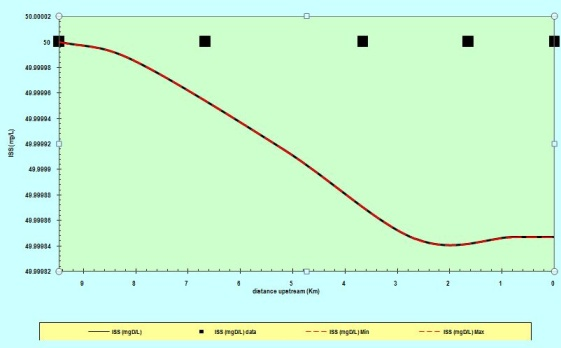 50.00002
50
49.99998
49.99996
49.99994
49.99992
49.9999
49.99988
49.99986
49.99984
49.99982
ISS (mg/L)
9 8 7 6 5 4 3 2 1 0
distance upstream (Km)
ISS (mgD/L) ISS (mgD/L) data ISS (mgD/L) Min ISS (mgD/L) Max